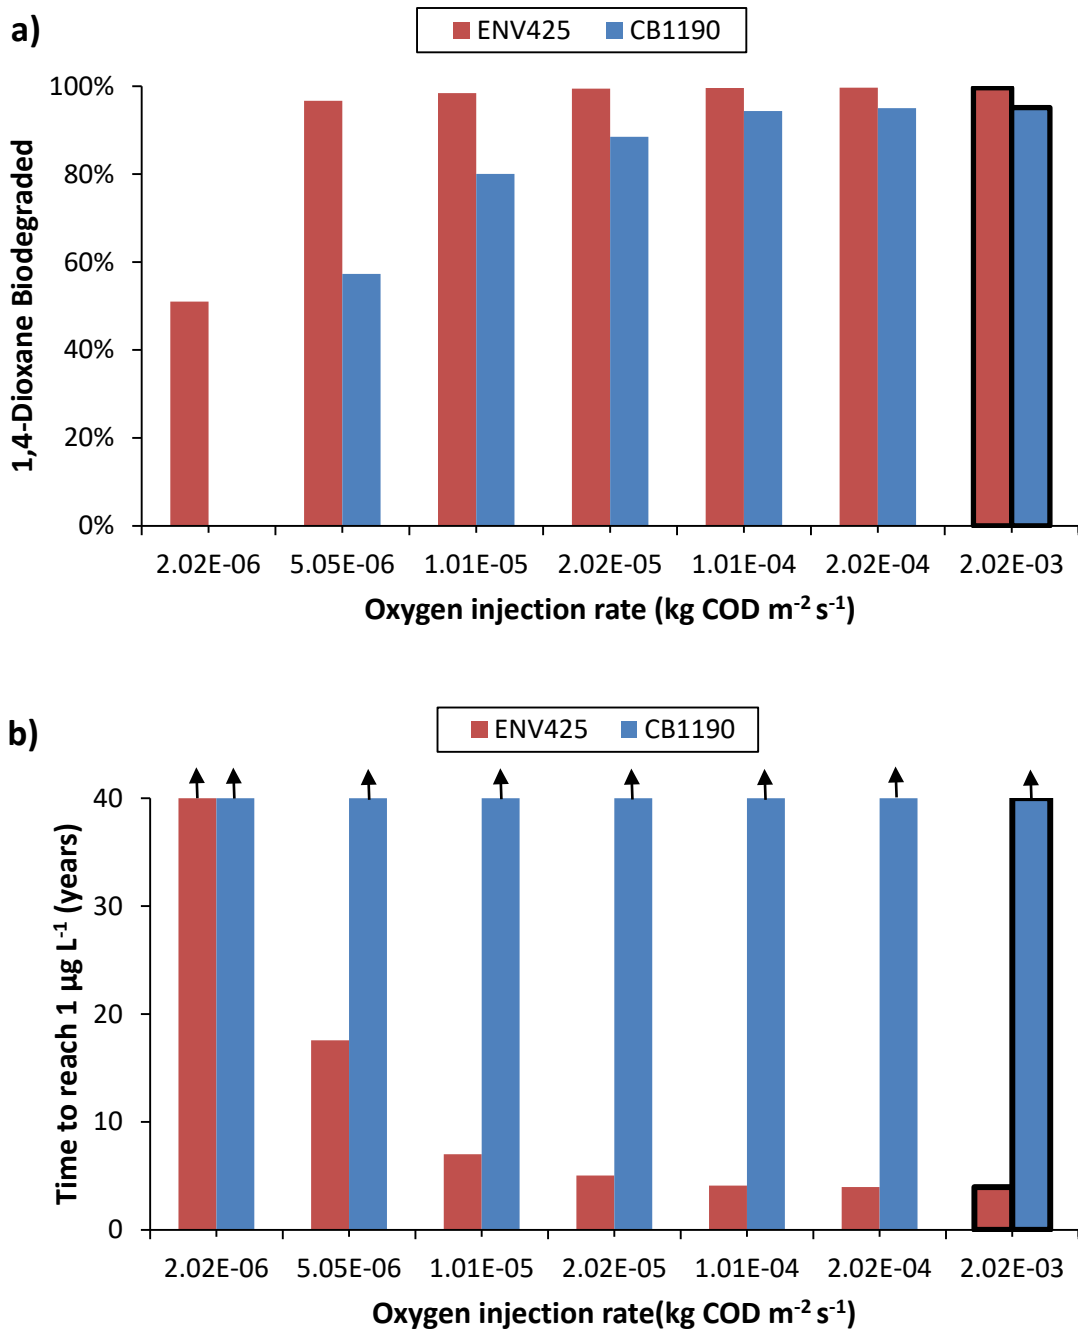 a)
ENV425 CB1190
1,4-Dioxane Biodegraded
100%
80%
60%
40%
20%
0%
2.02E-06 5.05E-06 1.01E-05 2.02E-05 1.01E-04 2.02E-04 2.02E-03
Oxygen injection rate (kg COD m⁻² s⁻¹)
b)
ENV425 CB1190
Time to reach 1 µg L⁻¹ (years)
40
30
20
10
0
2.02E-06 5.05E-06 1.01E-05 2.02E-05 1.01E-04 2.02E-04 2.02E-03
Oxygen injection rate(kg COD m⁻² s⁻¹)